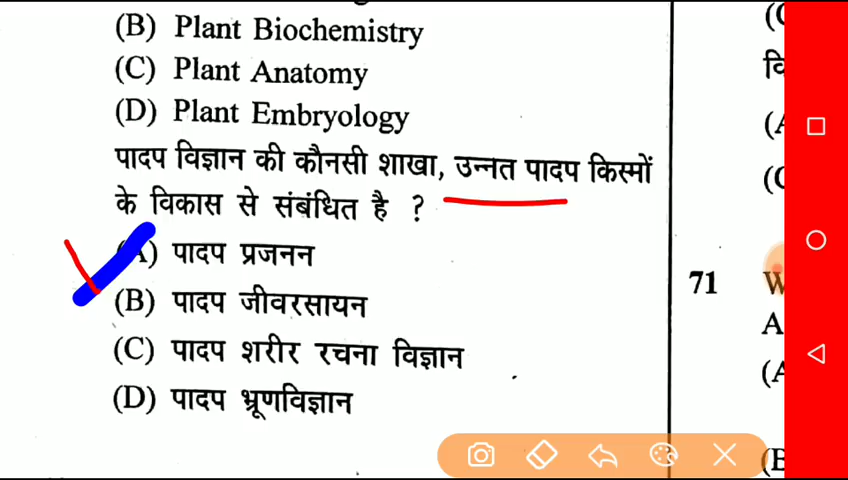 (B) Plant Biochemistry
(C) Plant Anatomy
(D) Plant Embryology
पादप विज्ञान की कौनसी शाखा, उन्नत पादप किस्मों
के विकास से संबंधित है ?
(A) पादप प्रजनन
(B) पादप जीवरसायन
(C) पादप शरीर रचना विज्ञान
(D) पादप भ्रूणविज्ञान
71